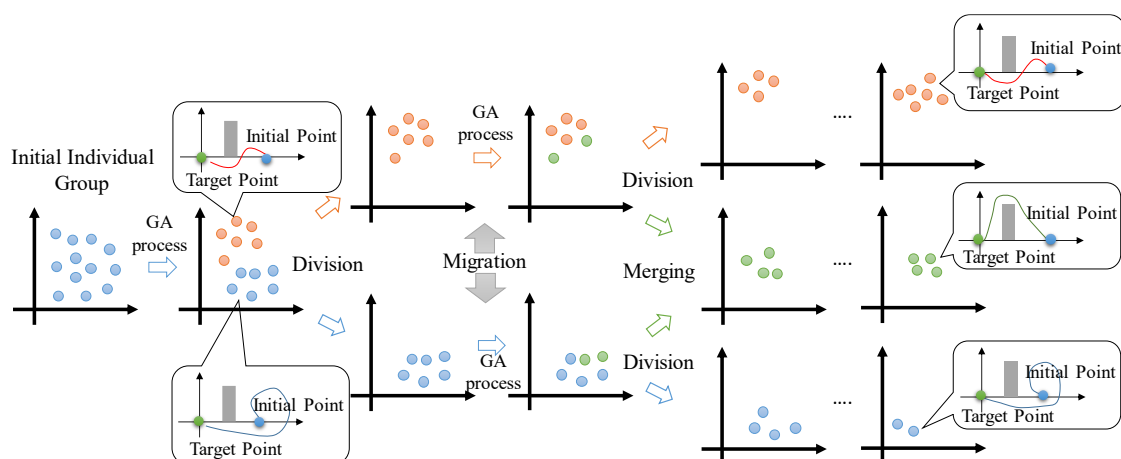 Initial Individual
Group
GA
process
Initial Point
Target Point
Division
Initial Point
Target Point
GA
process
Migration
GA
process
Division
Merging
Division
....
Initial Point
Target Point
....
Initial Point
Target Point
....
Initial Point
Target Point